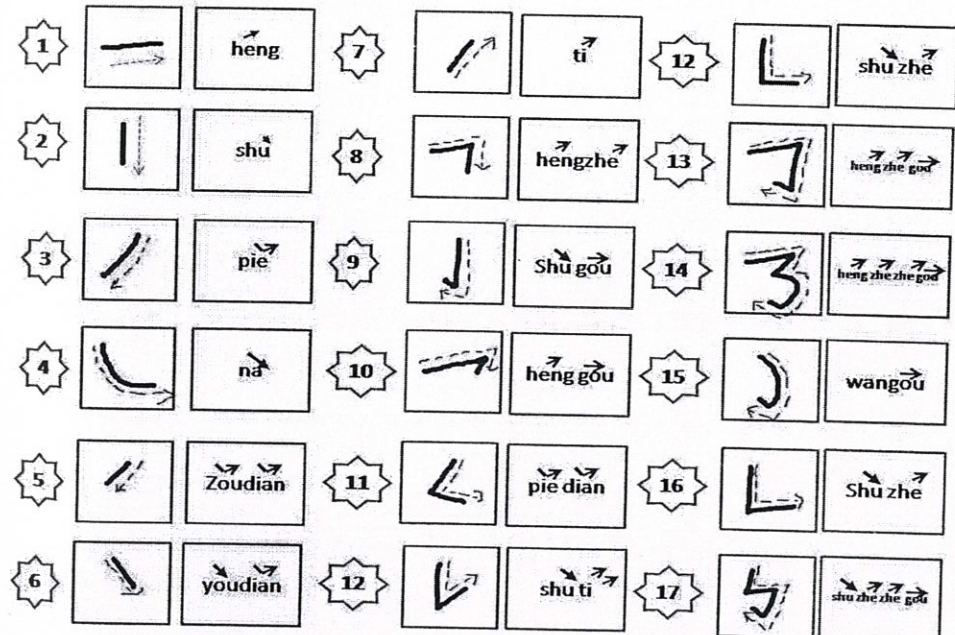 1 heng
2 shu
3 pie
4 na
5 Zoudian
6 youdian
7 ti
8 hengzhe
9 Shu gou
10 heng gou
11 pie dian
12 shu ti
12 shu zhe
13 heng zhe gou
14 heng zhe zhe gou
15 wangou
16 Shu zhe
17 shu zhe zhe gou